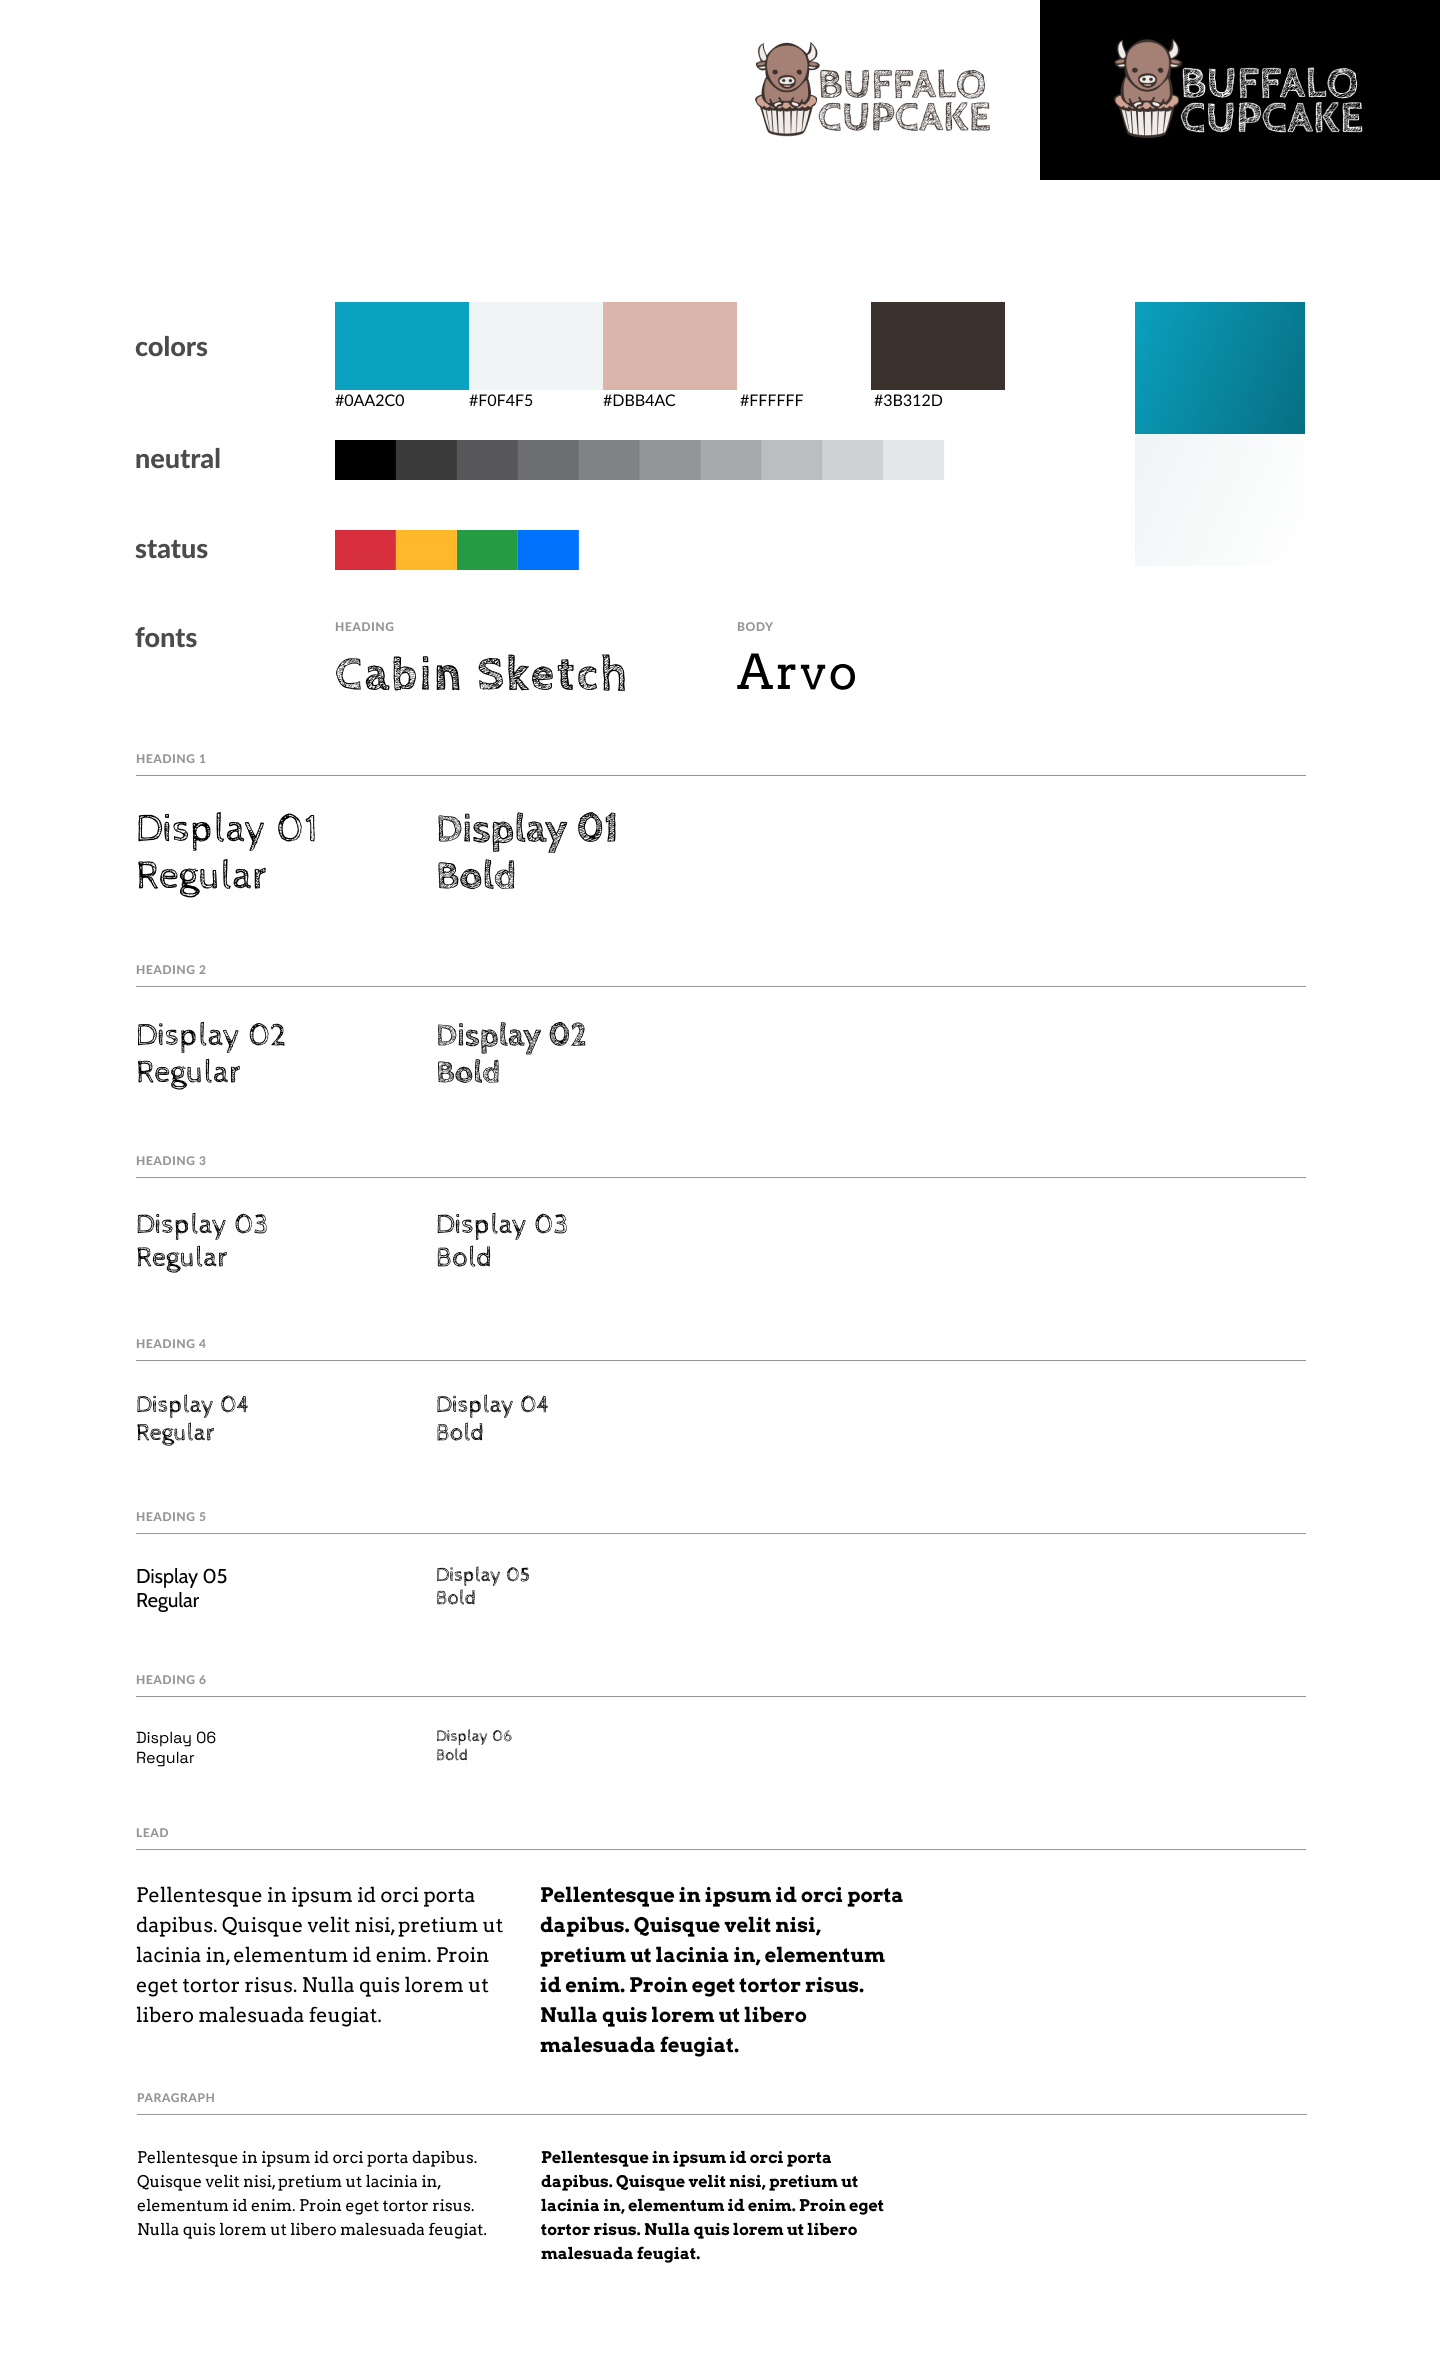 BUFFALO
CUPCAKE
BUFFALO
CUPCAKE
colors
#0AA2C0 #F0F4F5 #DBB4AC #FFFFFF #3B312D
neutral
status
fonts
HEADING BODY
Cabin Sketch Arvo
HEADING 1
Display 01 Display 01
Regular Bold
HEADING 2
Display 02 Display 02
Regular Bold
HEADING 3
Display 03 Display 03
Regular Bold
HEADING 4
Display 04 Display 04
Regular Bold
HEADING 5
Display 05 Display 05
Regular Bold
HEADING 6
Display 06 Display 06
Regular Bold
LEAD
Pellentesque in ipsum id orci porta
dapibus. Quisque velit nisi, pretium ut
lacinia in, elementum id enim. Proin
eget tortor risus. Nulla quis lorem ut
libero malesuada feugiat.
Pellentesque in ipsum id orci porta
dapibus. Quisque velit nisi,
pretium ut lacinia in, elementum
id enim. Proin eget tortor risus.
Nulla quis lorem ut libero
malesuada feugiat.
PARAGRAPH
Pellentesque in ipsum id orci porta dapibus.
Quisque velit nisi, pretium ut lacinia in,
elementum id enim. Proin eget tortor risus.
Nulla quis lorem ut libero malesuada feugiat.
Pellentesque in ipsum id orci porta
dapibus. Quisque velit nisi, pretium ut
lacinia in, elementum id enim. Proin eget
tortor risus. Nulla quis lorem ut libero
malesuada feugiat.